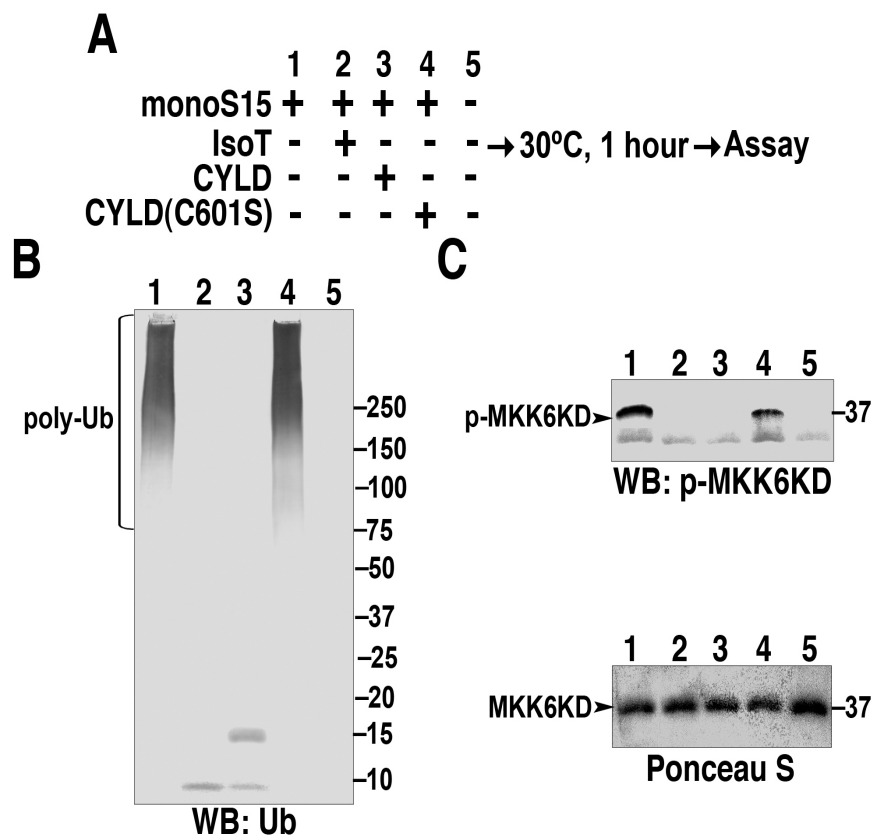 A
1 2 3 4 5
monoS15 + + + + -
IsoT - + - - - →30ºC, 1 hour→Assay
CYLD - - + - -
CYLD(C601S) - - - + -
B
1 2 3 4 5
poly-Ub
250
150
100
75
50
37
25
20
15
10
WB: Ub
C
1 2 3 4 5
p-MKK6KD
37
WB: p-MKK6KD
1 2 3 4 5
MKK6KD
37
Ponceau S